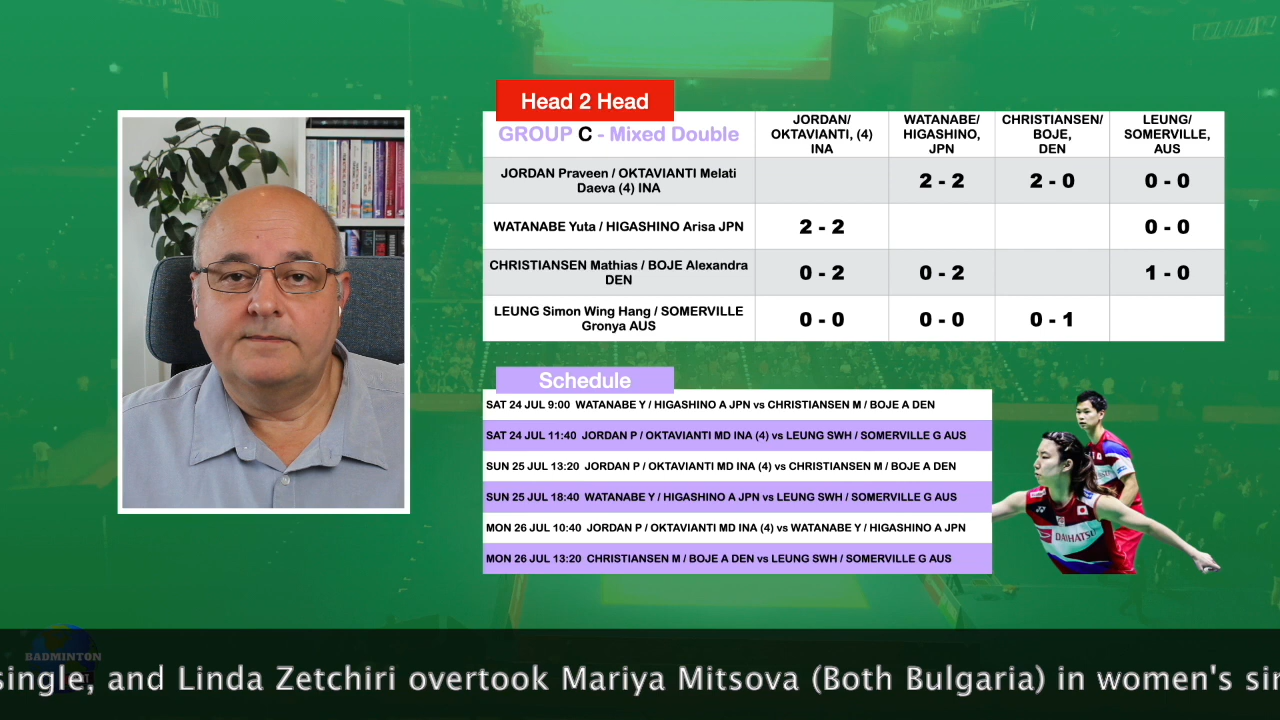 Head 2 Head
GROUP C - Mixed Double
JORDAN/
OKTAVIANTI, (4)
INA
WATANABE/
HIGASHINO,
JPN
CHRISTIANSEN/
BOJE,
DEN
LEUNG/
SOMERVILLE,
AUS
JORDAN Praveen / OKTAVIANTI Melati
Daeva (4) INA
2 - 2
2 - 0
0 - 0
WATANABE Yuta / HIGASHINO Arisa JPN
2 - 2
0 - 0
CHRISTIANSEN Mathias / BOJE Alexandra
DEN
0 - 2
0 - 2
1 - 0
LEUNG Simon Wing Hang / SOMERVILLE
Gronya AUS
0 - 0
0 - 0
0 - 1
Schedule
SAT 24 JUL 9:00 WATANABE Y / HIGASHINO A JPN vs CHRISTIANSEN M / BOJE A DEN
SAT 24 JUL 11:40 JORDAN P / OKTAVIANTI MD INA (4) vs LEUNG SWH / SOMERVILLE G AUS
SUN 25 JUL 13:20 JORDAN P / OKTAVIANTI MD INA (4) vs CHRISTIANSEN M / BOJE A DEN
SUN 25 JUL 18:40 WATANABE Y / HIGASHINO A JPN vs LEUNG SWH / SOMERVILLE G AUS
MON 26 JUL 10:40 JORDAN P / OKTAVIANTI MD INA (4) vs WATANABE Y / HIGASHINO A JPN
MON 26 JUL 13:20 CHRISTIANSEN M / BOJE A DEN vs LEUNG SWH / SOMERVILLE G AUS
DAIHATSU
BADMINTON
single, and Linda Zetchiri overtook Mariya Mitsova (Both Bulgaria) in women's sin